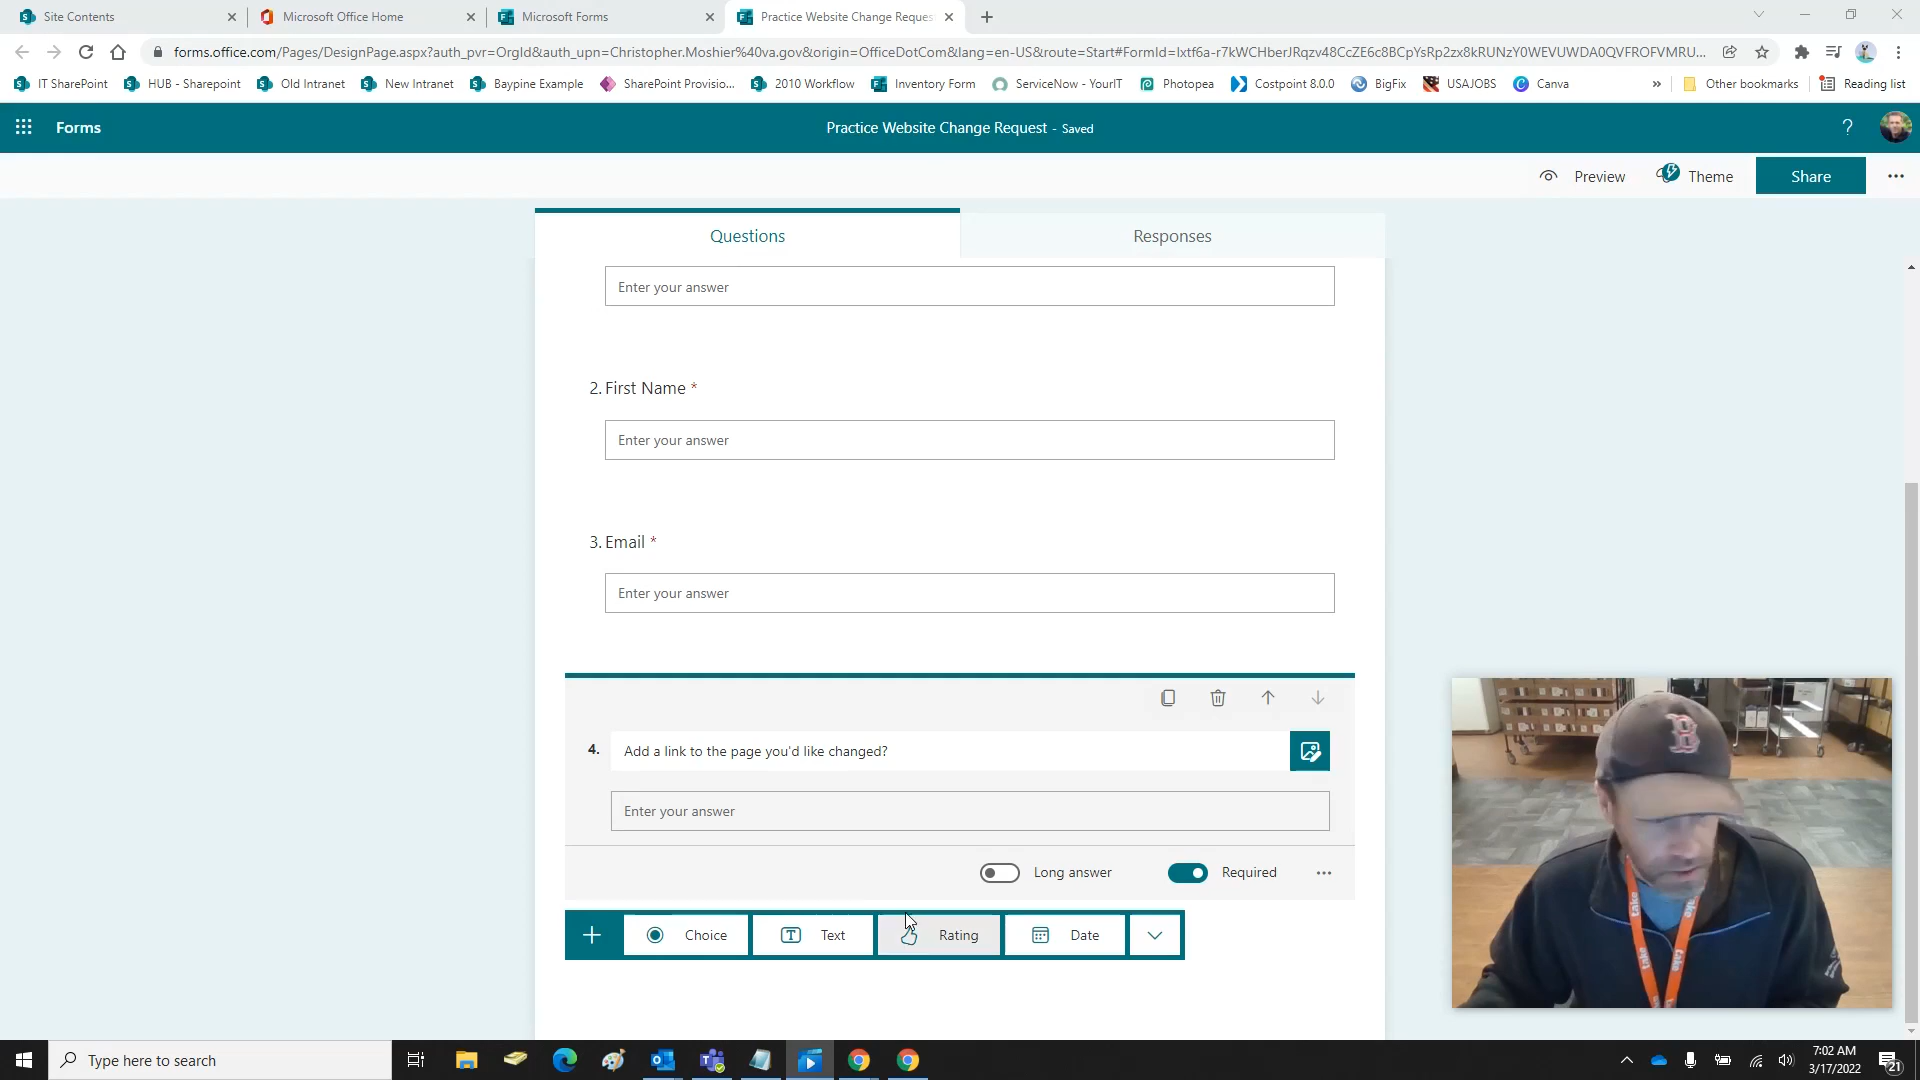 Site Contents
Microsoft Office Home
Microsoft Forms
Practice Website Change Reques
forms.office.com/Pages/DesignPage.aspx?auth_pvr=OrgId&auth_upn=Christopher.Moshier%40va.gov&origin=OfficeDotCom&lang=en-US&route=Start#FormId=Ixtf6a-r7kWCHberJRqzv48CcZE6c8BCpYsRp2zx8kRUNzY0WEVUWDA0QVFROFVMRU...
IT SharePoint
HUB - Sharepoint
Old Intranet
New Intranet
Baypine Example
SharePoint Provisio...
2010 Workflow
Inventory Form
ServiceNow - YourIT
Photopea
Costpoint 8.0.0
BigFix
USAJOBS
Canva
»
Other bookmarks
Reading list
Forms
Practice Website Change Request - Saved
?
Preview
Theme
Share
Questions
Responses
Enter your answer
2. First Name *
Enter your answer
3. Email *
Enter your answer
4. Add a link to the page you'd like changed?
Enter your answer
Long answer
Required
Choice
Text
Rating
Date
B
take
take
take
Type here to search
7:02 AM
3/17/2022
21